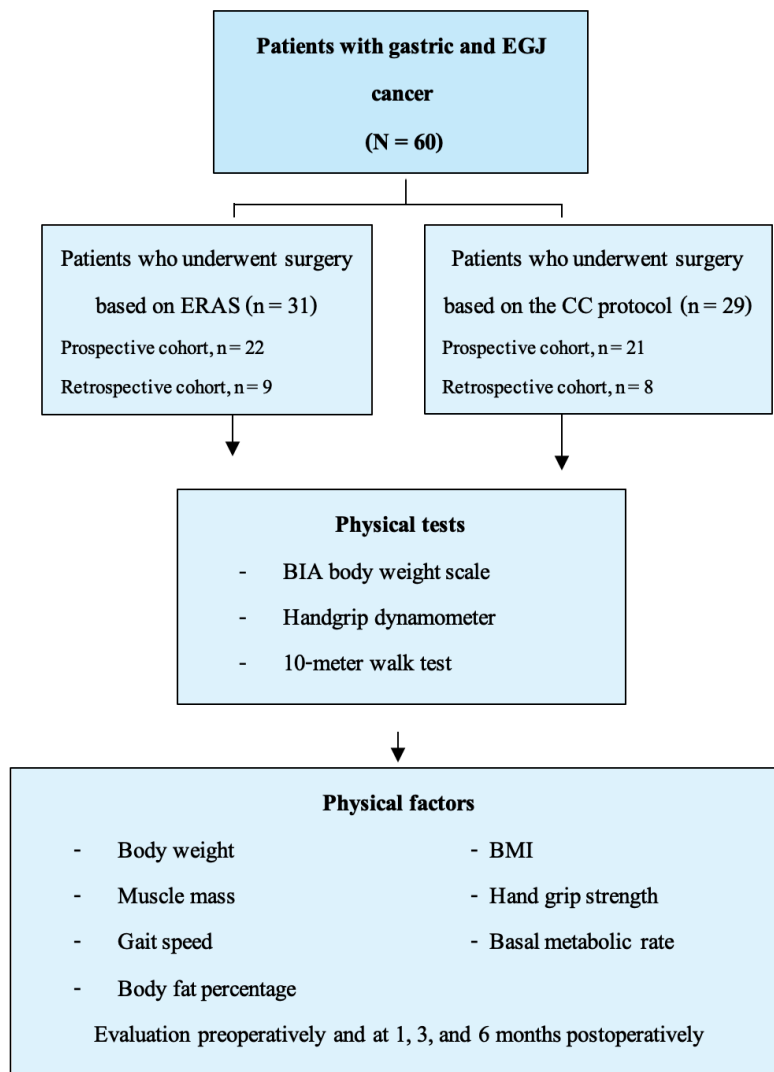 Patients with gastric and EGJ
cancer
(N = 60)
Patients who underwent surgery
based on ERAS (n = 31)
Prospective cohort, n = 22
Retrospective cohort, n = 9
Patients who underwent surgery
based on the CC protocol (n = 29)
Prospective cohort, n = 21
Retrospective cohort, n = 8
Physical tests
- BIA body weight scale
- Handgrip dynamometer
- 10-meter walk test
Physical factors
- Body weight
- Muscle mass
- Gait speed
- Body fat percentage
- BMI
- Hand grip strength
- Basal metabolic rate
Evaluation preoperatively and at 1, 3, and 6 months postoperatively